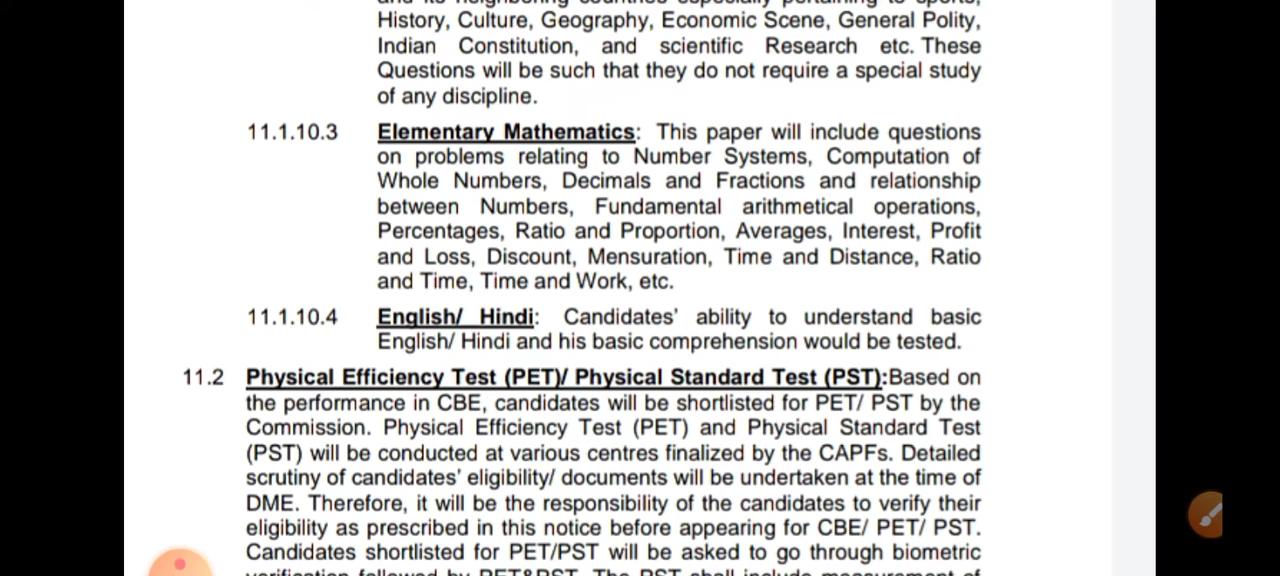 History, Culture, Geography, Economic Scene, General Polity,
Indian Constitution, and scientific Research etc. These
Questions will be such that they do not require a special study
of any discipline.
11.1.10.3 Elementary Mathematics: This paper will include questions
on problems relating to Number Systems, Computation of
Whole Numbers, Decimals and Fractions and relationship
between Numbers, Fundamental arithmetical operations,
Percentages, Ratio and Proportion, Averages, Interest, Profit
and Loss, Discount, Mensuration, Time and Distance, Ratio
and Time, Time and Work, etc.
11.1.10.4 English/ Hindi: Candidates' ability to understand basic
English/ Hindi and his basic comprehension would be tested.
11.2 Physical Efficiency Test (PET)/ Physical Standard Test (PST):Based on
the performance in CBE, candidates will be shortlisted for PET/ PST by the
Commission. Physical Efficiency Test (PET) and Physical Standard Test
(PST) will be conducted at various centres finalized by the CAPFs. Detailed
scrutiny of candidates' eligibility/ documents will be undertaken at the time of
DME. Therefore, it will be the responsibility of the candidates to verify their
eligibility as prescribed in this notice before appearing for CBE/ PET/ PST.
Candidates shortlisted for PET/PST will be asked to go through biometric